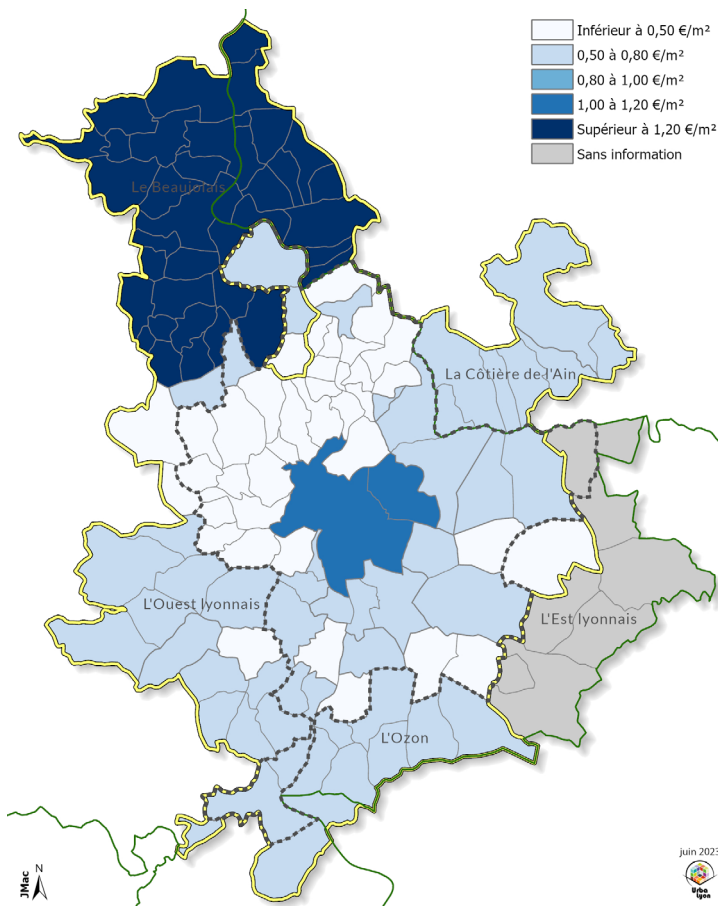 Inférieur à 0,50 €/m²
0,50 à 0,80 €/m²
0,80 à 1,00 €/m²
1,00 à 1,20 €/m²
Supérieur à 1,20 €/m²
Sans information
Le Beaujolais
La Côtière de l'Ain
L'Ouest lyonnais
L'Est lyonnais
L'Ozon
juin 2023
Urba
Lyon
JMac
N